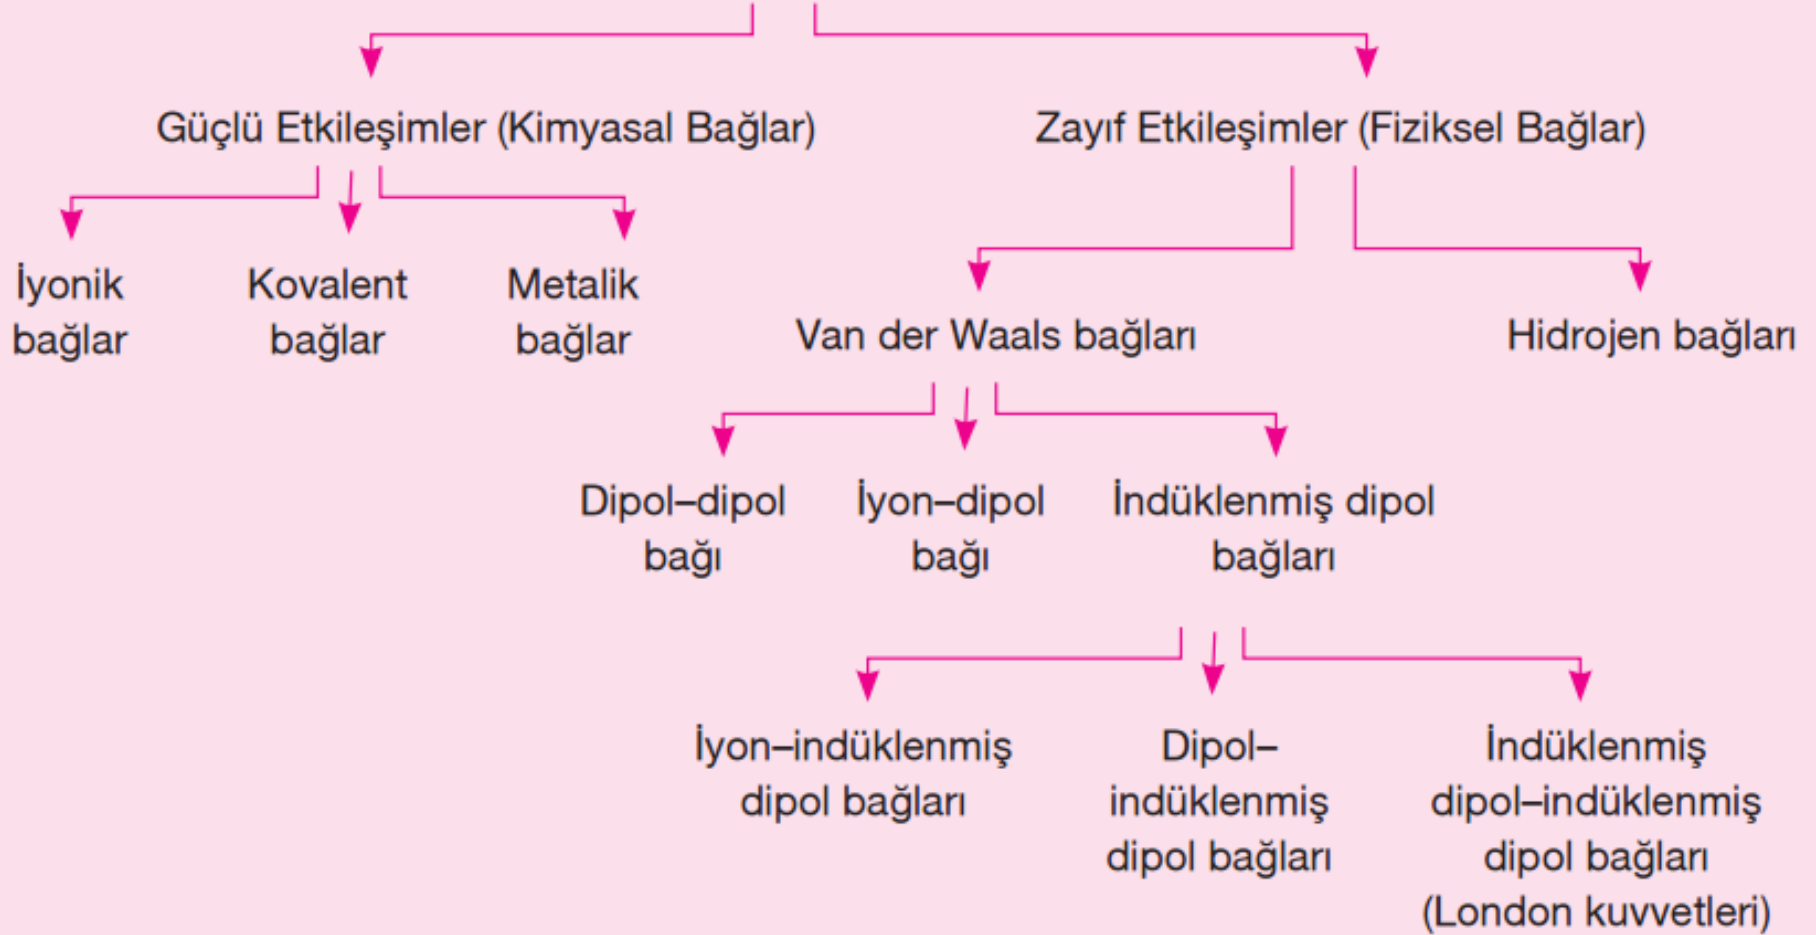 Güçlü Etkileşimler (Kimyasal Bağlar)
Zayıf Etkileşimler (Fiziksel Bağlar)
İyonik
bağlar
Kovalent
bağlar
Metalik
bağlar
Van der Waals bağları
Hidrojen bağları
Dipol–dipol
bağı
İyon–dipol
bağı
İndüklenmiş dipol
bağları
İyon–indüklenmiş
dipol bağları
Dipol–
indüklenmiş
dipol bağları
İndüklenmiş
dipol–indüklenmiş
dipol bağları
(London kuvvetleri)